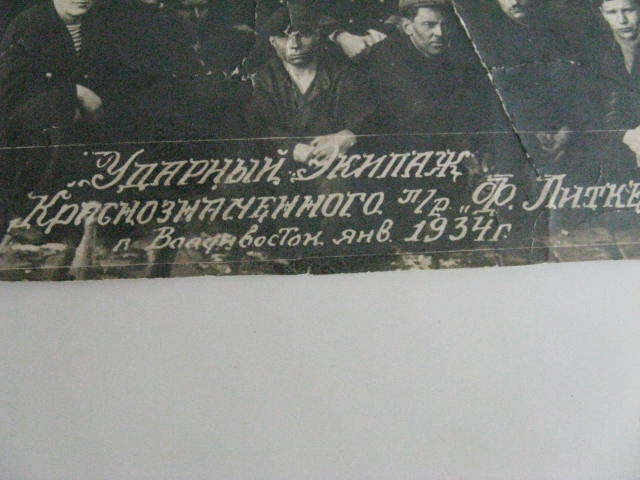 „Ударный Экипаж
Краснознаменного л/р „Ф. Литке
г. Владивосток. янв. 1934 г.